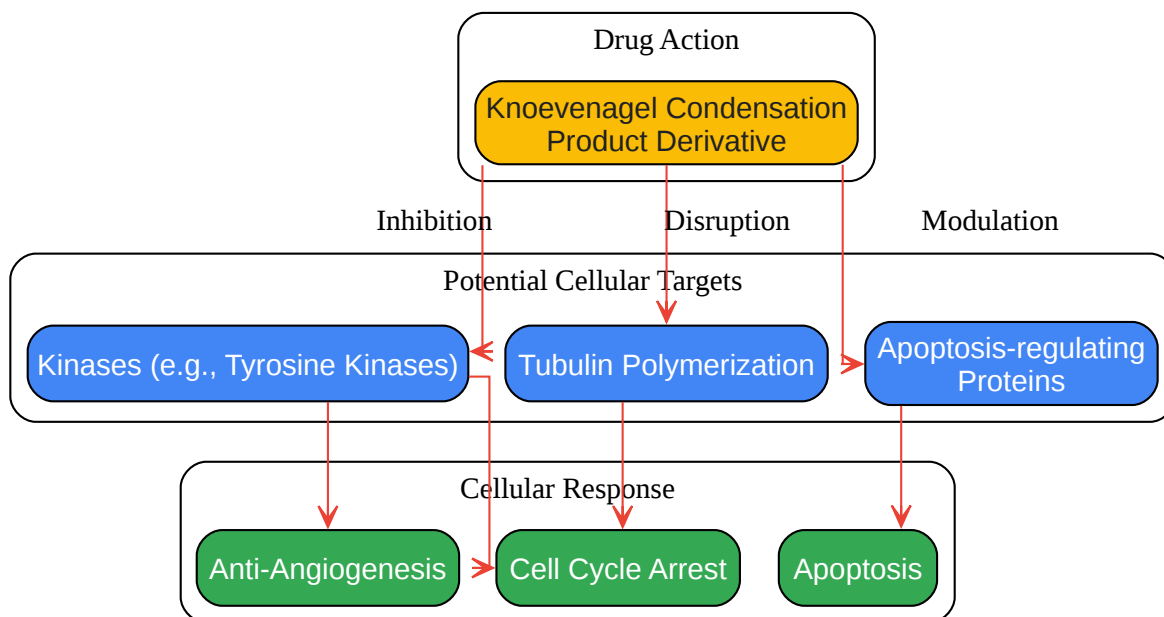 Drug Action
Knoevenagel Condensation
Product Derivative
Inhibition
Disruption
Modulation
Potential Cellular Targets
Kinases (e.g., Tyrosine Kinases)
Tubulin Polymerization
Apoptosis-regulating
Proteins
Cellular Response
Anti-Angiogenesis
Cell Cycle Arrest
Apoptosis